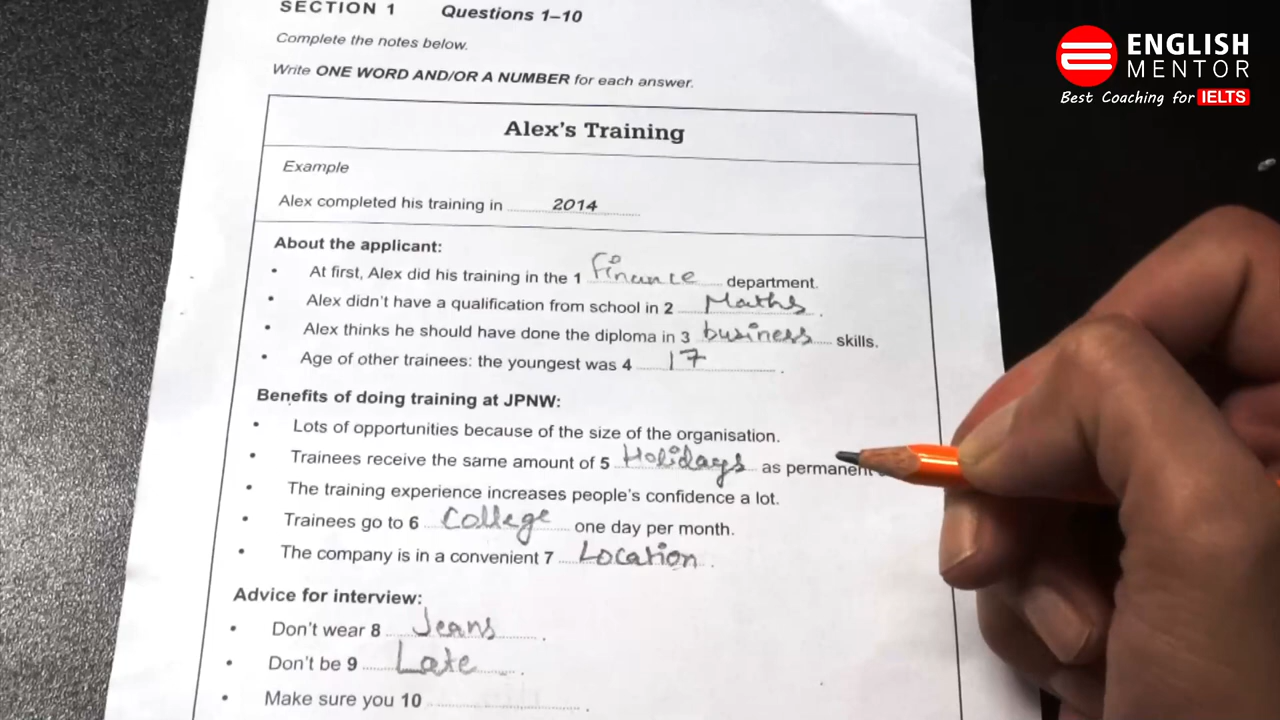 SECTION 1 Questions 1–10
ENGLISH
MENTOR
Best Coaching for IELTS
Complete the notes below.
Write ONE WORD AND/OR A NUMBER for each answer.
Alex's Training
Example
Alex completed his training in 2014
About the applicant:
• At first, Alex did his training in the 1 Finance department.
• Alex didn't have a qualification from school in 2 Maths .
• Alex thinks he should have done the diploma in 3 business skills.
• Age of other trainees: the youngest was 4 17 .
Benefits of doing training at JPNW:
• Lots of opportunities because of the size of the organisation.
• Trainees receive the same amount of 5 Holidays as permanent
• The training experience increases people's confidence a lot.
• Trainees go to 6 College one day per month.
• The company is in a convenient 7 Location .
Advice for interview:
• Don't wear 8 Jeans .
• Don't be 9 Late .
• Make sure you 10 .